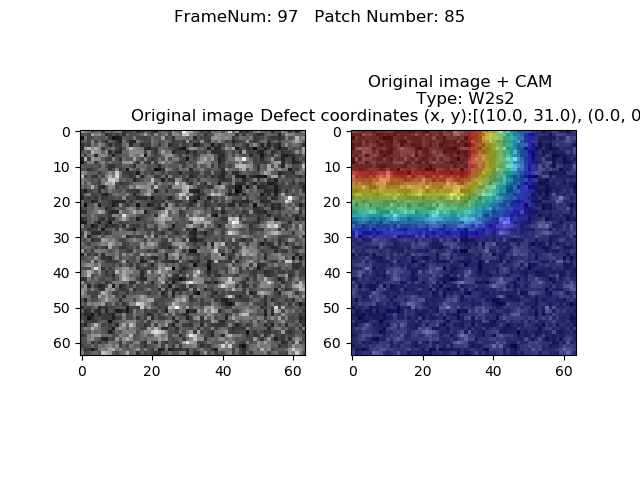 FrameNum: 97   Patch Number: 85
Original image + CAM
Type: W2s2
Original image
Defect coordinates (x, y):[(10.0, 31.0), (0.0, 0
0
10
20
30
40
50
60
0 20 40 60
0
10
20
30
40
50
60
0 20 40 60